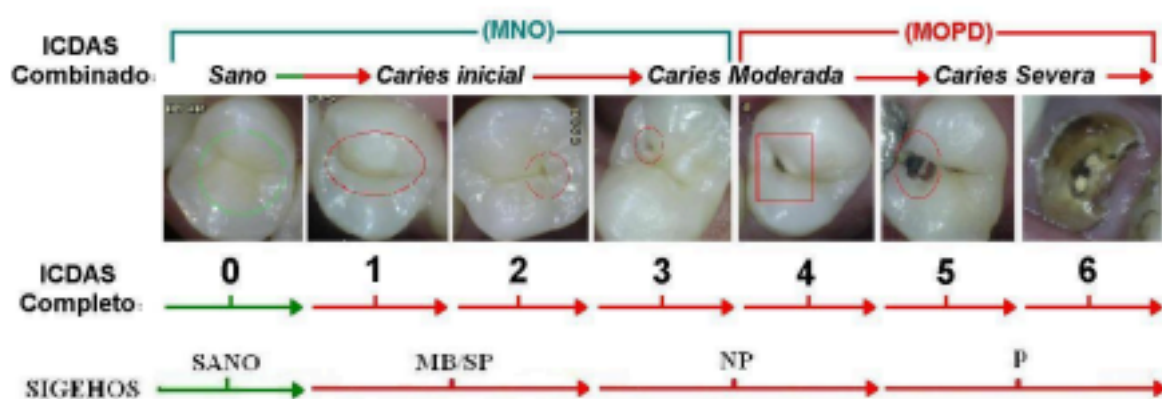 (MNO) (MOPD)
ICDAS
Combinado: Sano Caries inicial Caries Moderada Caries Severa
ICDAS
Completo: 0 1 2 3 4 5 6
SANO MB/SP NP P
SIGEHOS